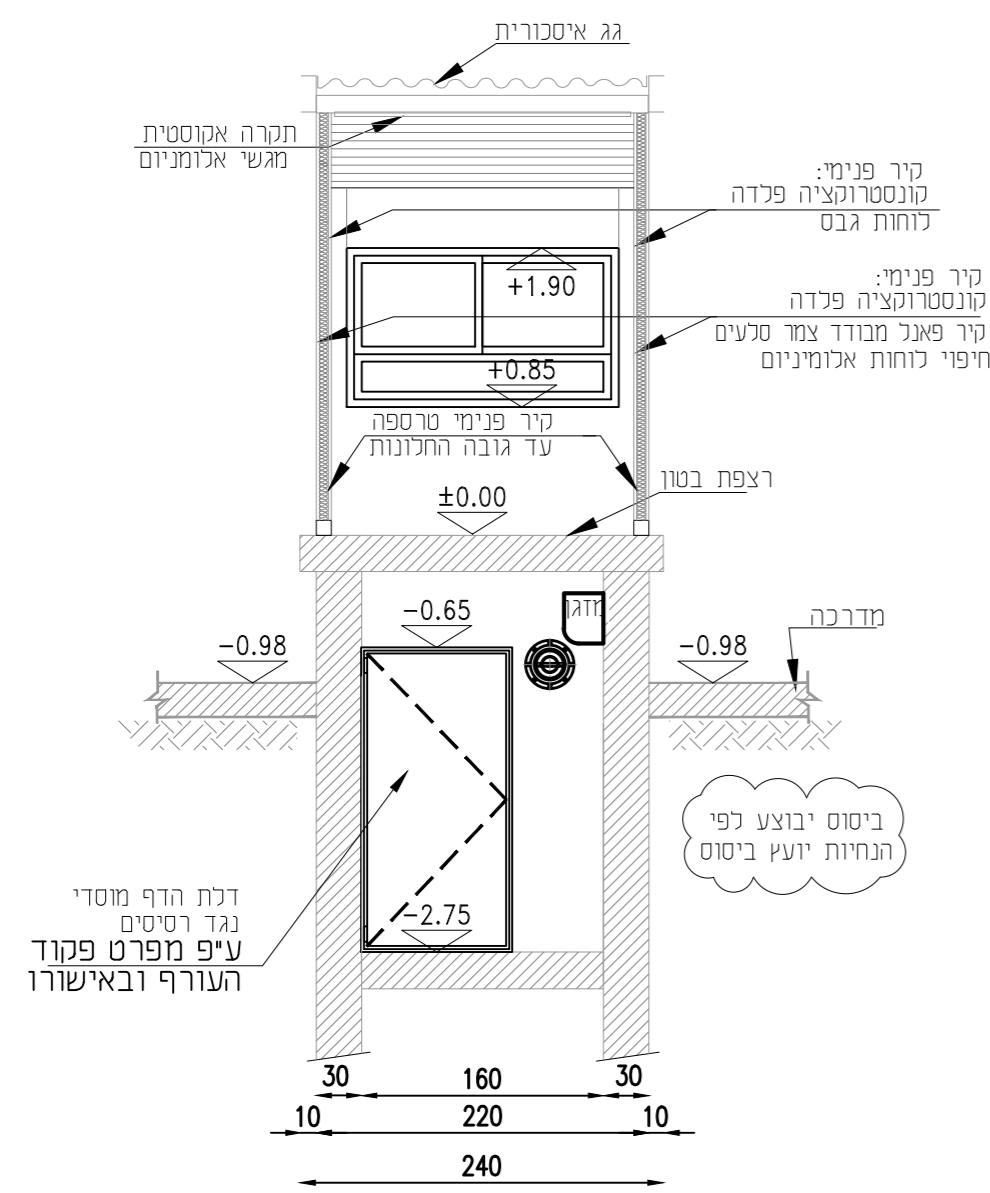 גג איסכורית
תקרה אקוסטית
מגשי אלומניום
קיר פנימי:
קונסטרוקציה פלדה
לוחות גבס
+1.90
קיר פנימי:
קונסטרוקציה פלדה
קיר פאנל מבודד צמר סלעים
חיפוי לוחות אלומיניום
+0.85
קיר פנימי טרספה
עד גובה החלונות
רצפת בטון
±0.00
מזגן
-0.65
מדרכה
-0.98
-0.98
ביסוס יבוצע לפי
הנחיות יועץ ביסוס
דלת הדף מוסדי
נגד רסיסים
ע"פ מפרט פקוד
העורף ובאישורו
-2.75
30 160 30
10 220 10
240